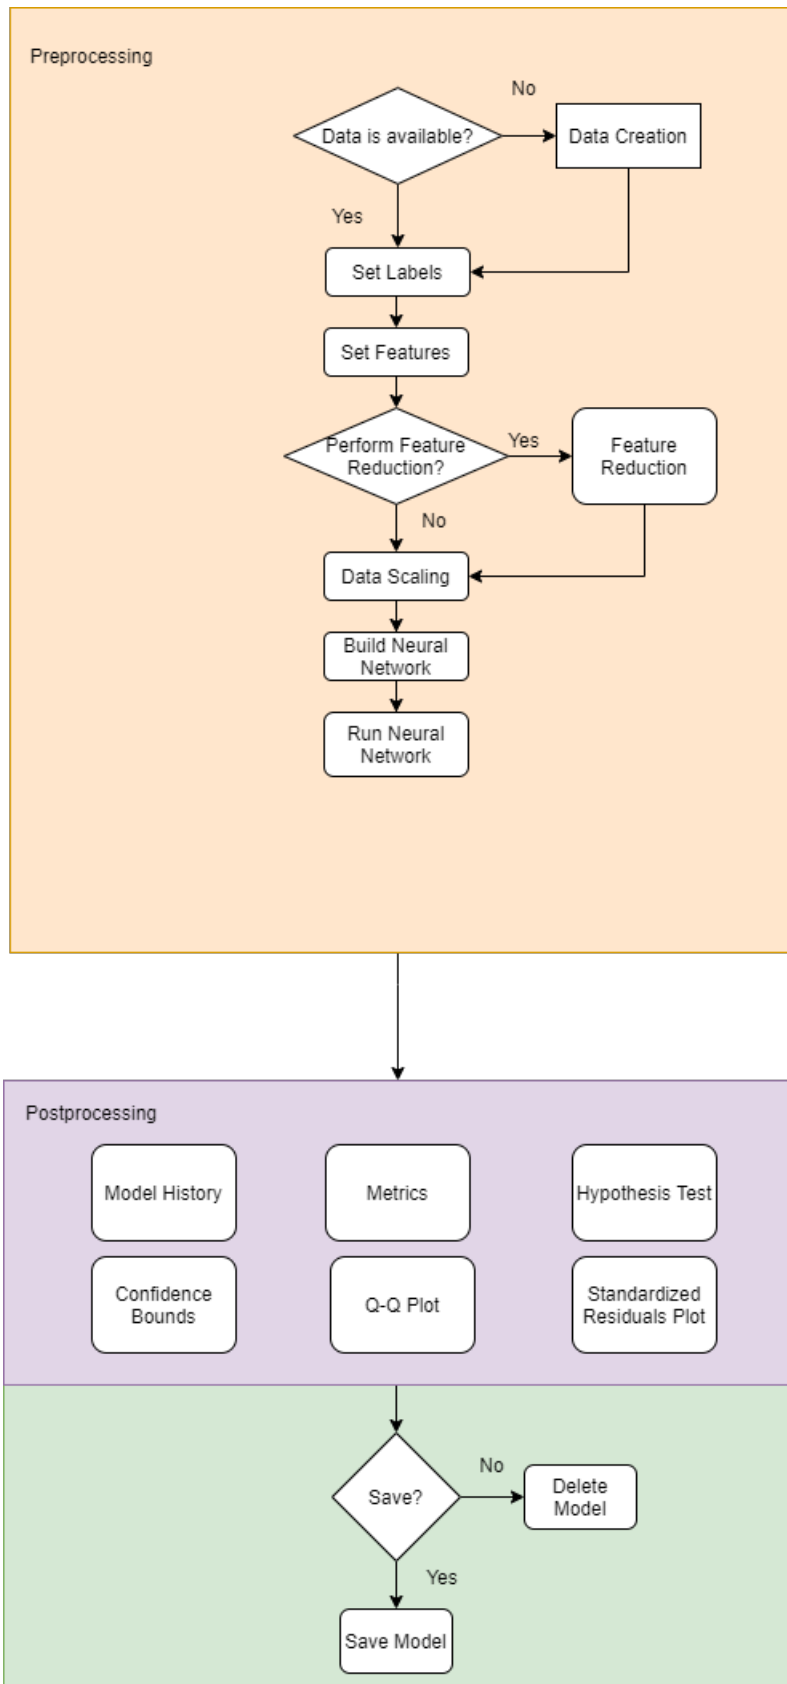 Preprocessing
No
Data is available?
Data Creation
Yes
Set Labels
Set Features
Perform Feature
Reduction?
Yes
Feature
Reduction
No
Data Scaling
Build Neural
Network
Run Neural
Network
Postprocessing
Model History
Metrics
Hypothesis Test
Confidence
Bounds
Q-Q Plot
Standardized
Residuals Plot
Save?
No
Delete
Model
Yes
Save Model